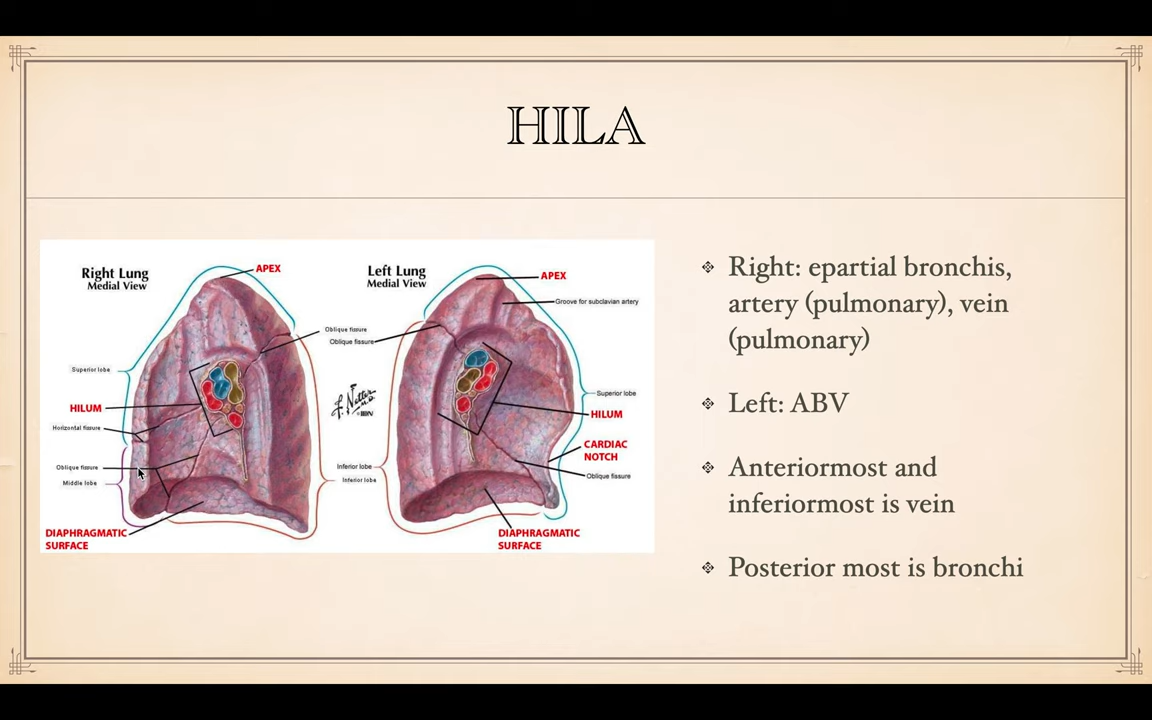 HILA
Right Lung
Medial View
APEX
Superior lobe
HILUM
Horizontal fissure
Oblique fissure
Middle lobe
DIAPHRAGMATIC
SURFACE
Oblique fissure
Oblique fissure
F. Netter
M.D.
Inferior lobe
Inferior lobe
Left Lung
Medial View
APEX
Groove for subclavian artery
Superior lobe
HILUM
CARDIAC
NOTCH
Oblique fissure
DIAPHRAGMATIC
SURFACE
Right: epartial bronchis,
artery (pulmonary), vein
(pulmonary)
Left: ABV
Anteriormost and
inferiormost is vein
Posterior most is bronchi